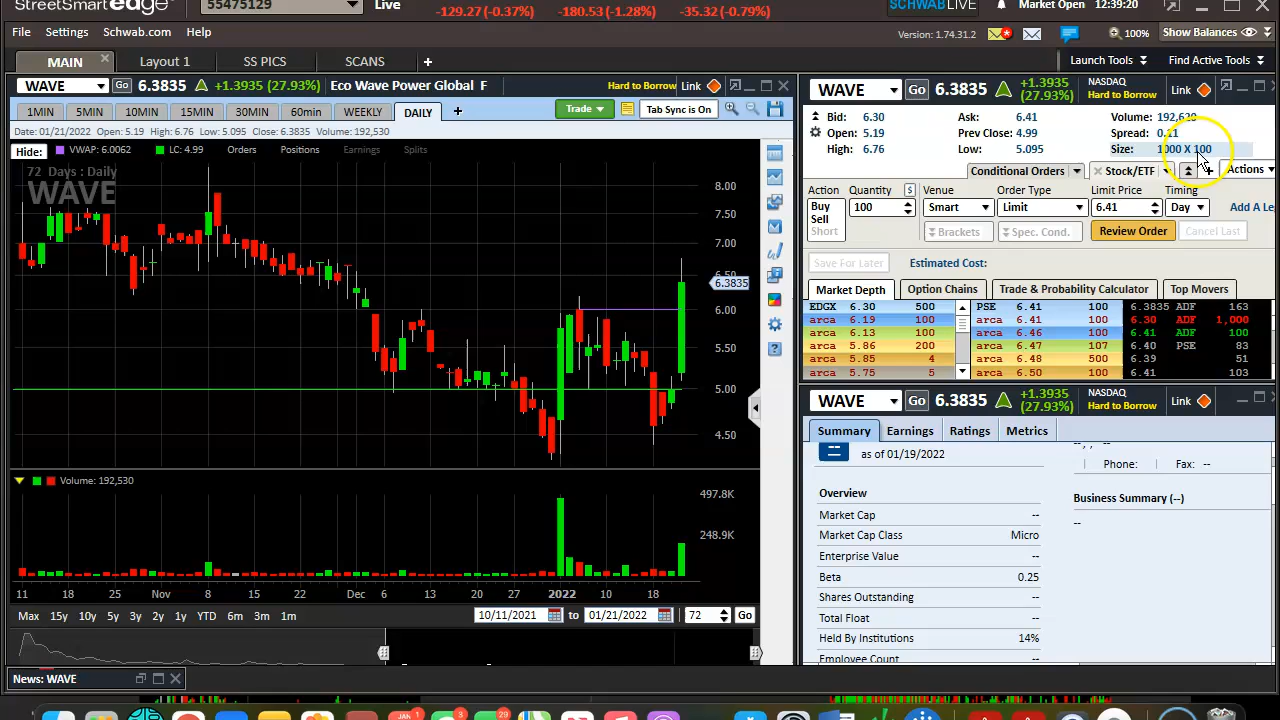 StreetSmart edge
55475129
Live
-129.27 (-0.37%)
-180.53 (-1.28%)
-35.32 (-0.79%)
SCHWABLIVE
Market Open
12:39:20
File Settings Schwab.com Help
Version: 1.74.31.2
100%
Show Balances
MAIN
Layout 1
SS PICS
SCANS
Launch Tools
Find Active Tools
WAVE Go 6.3835 +1.3935 (27.93%) Eco Wave Power Global F
Hard to Borrow Link
1MIN 5MIN 10MIN 15MIN 30MIN 60min WEEKLY DAILY
Trade
Tab Sync is On
Date: 01/21/2022 Open: 5.19 High: 6.76 Low: 5.095 Close: 6.3835 Volume: 192,530
Hide: VWAP: 6.0062 LC: 4.99 Orders Positions Earnings Splits
72 Days : Daily
WAVE
8.00
7.50
7.00
6.50
6.3835
6.00
5.50
5.00
4.50
Volume: 192,530
497.8K
248.9K
11 18 25 Nov 8 15 22 Dec 6 13 20 27 2022 10 18
Max 15y 10y 5y 3y 2y 1y YTD 6m 3m 1m
10/11/2021 to 01/21/2022 72 Go
News: WAVE
WAVE Go 6.3835 +1.3935 (27.93%) NASDAQ Hard to Borrow Link
Bid: 6.30 Ask: 6.41 Volume: 192,630
Open: 5.19 Prev Close: 4.99 Spread: 0.11
High: 6.76 Low: 5.095 Size: 1000 X 100
Conditional Orders Stock/ETF Actions
Action Quantity $ Venue Order Type Limit Price Timing
Buy
Sell
Short
100 Smart Limit 6.41 Day Add A Le
Brackets Spec. Cond. Review Order Cancel Last
Save For Later Estimated Cost:
Market Depth Option Chains Trade & Probability Calculator Top Movers
EDGX 6.30 500 PSE 6.41 100 6.3835 ADF 163
arca 6.19 100 arca 6.41 100 6.30 ADF 1,000
arca 6.13 100 arca 6.46 100 6.41 ADF 100
arca 5.86 200 arca 6.47 107 6.40 PSE 83
arca 5.85 4 arca 6.48 500 6.39 51
arca 5.75 5 arca 6.50 100 6.41 103
WAVE Go 6.3835 +1.3935 (27.93%) NASDAQ Hard to Borrow Link
Summary Earnings Ratings Metrics
-- as of 01/19/2022
--, , --
Phone: Fax: --
Overview
Business Summary (--)
Market Cap --
--
Market Cap Class Micro
Enterprise Value --
Beta 0.25
Shares Outstanding --
Total Float --
Held By Institutions 14%
Employee Count